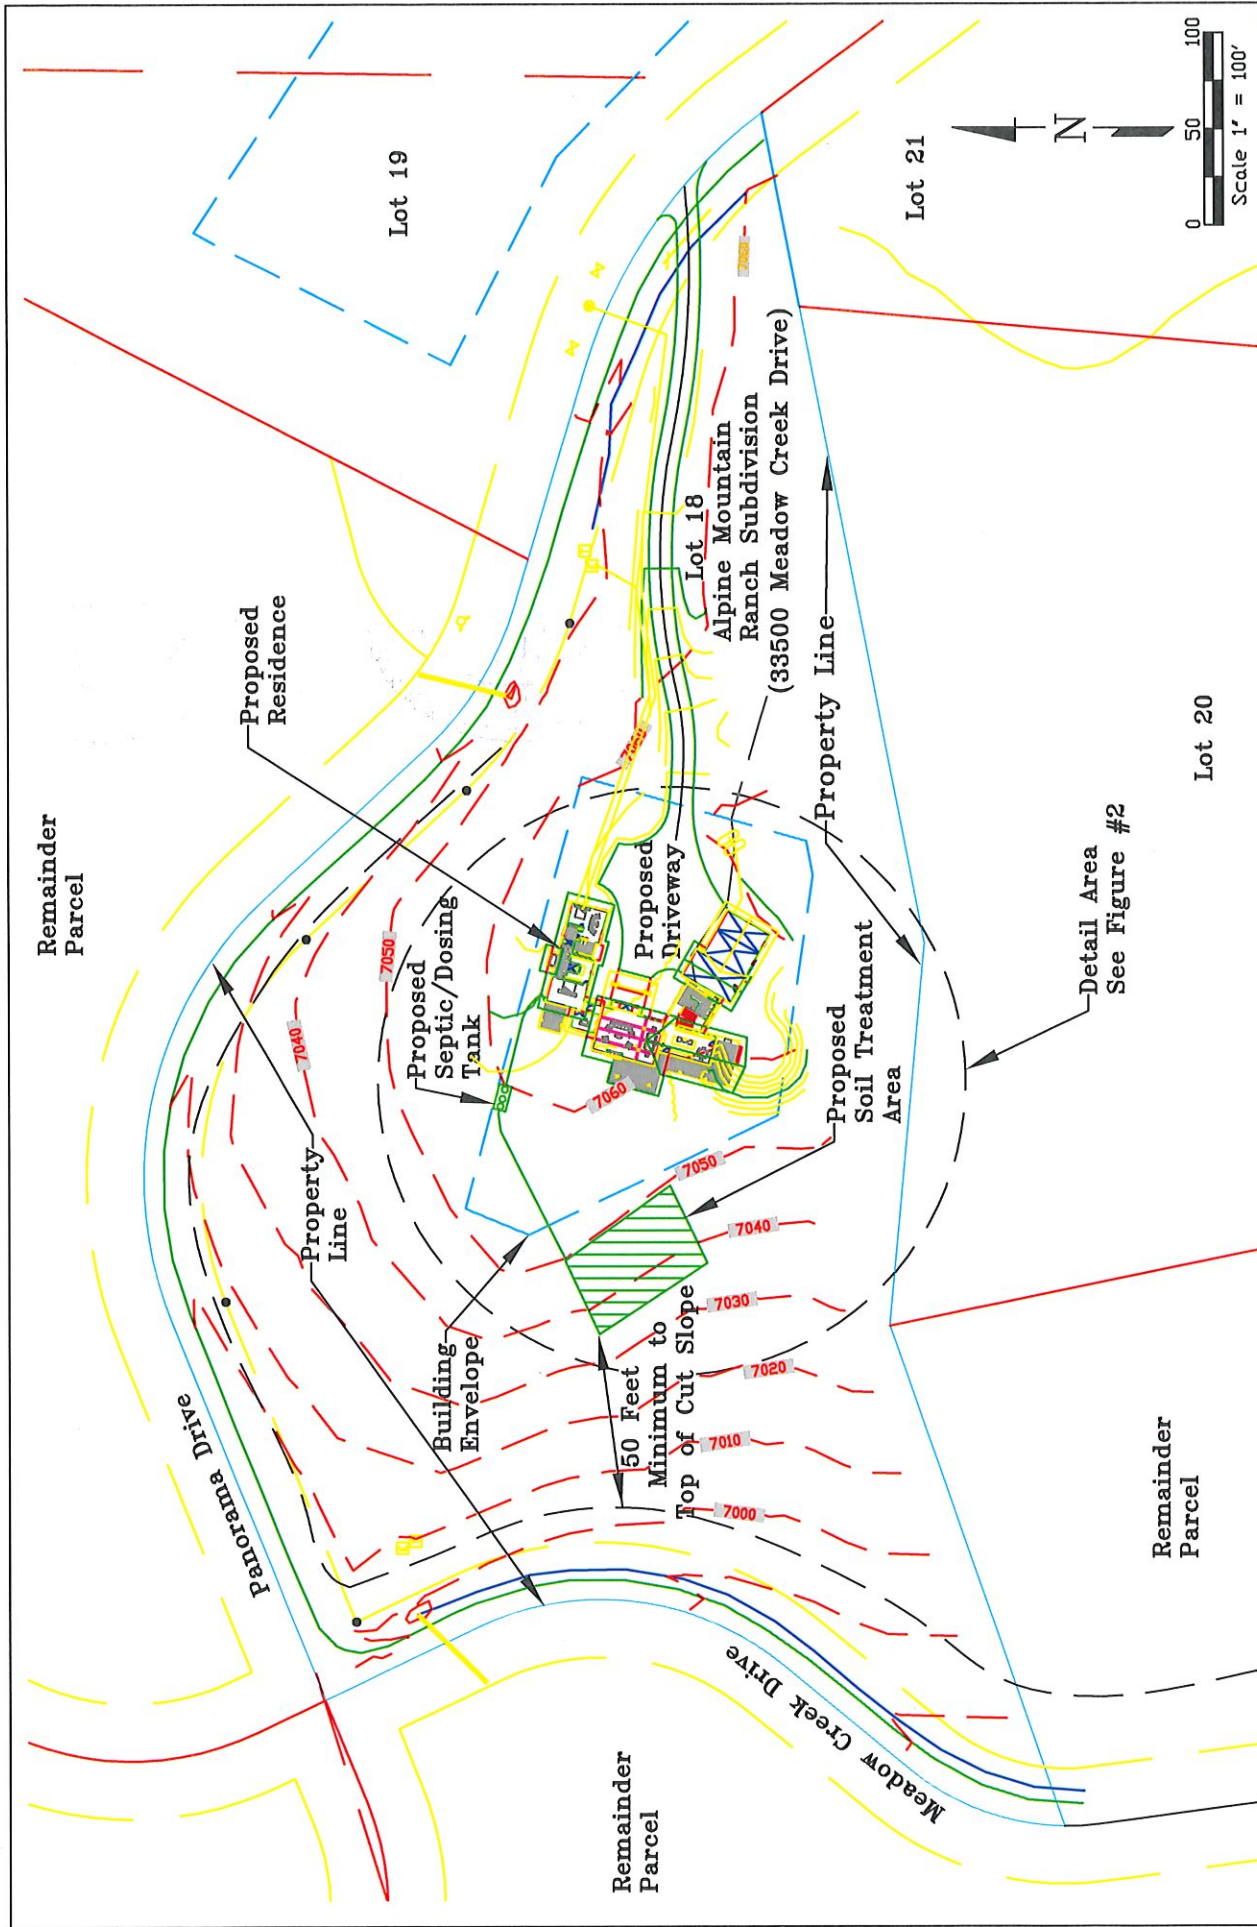 Remainder
Parcel
Lot 19
Panorama Drive
Property
Line
Proposed
Residence
7040
7050
Building
Envelope
Proposed
Septic/Dosing
Tank
7060
7050
7060
Proposed
Driveway
Lot 18
Alpine Mountain
Ranch Subdivision
(33500 Meadow Creek Drive)
50 Feet
Minimum to
Top of Cut Slope
7000
7010
7020
7030
7040
7050
Proposed
Soil Treatment
Area
Property Line
Meadow Creek Drive
Remainder
Parcel
Lot 21
N
Detail Area
See Figure #2
Lot 20
Remainder
Parcel
0 50 100
Scale 1" = 100'